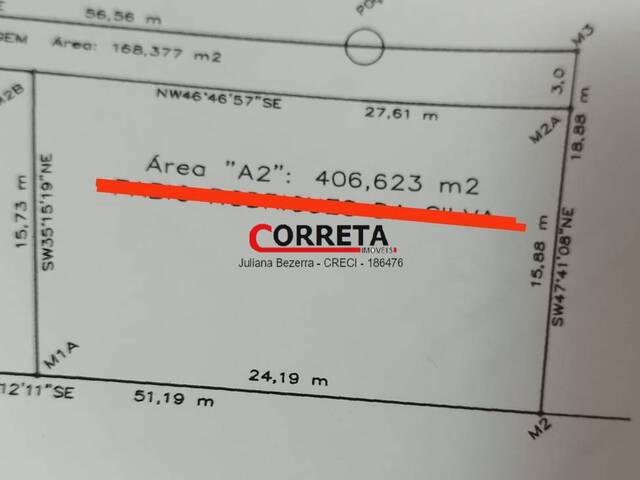 56,56 m
Área: 168,377 m2
M3
3,0
M2B
NW46°46'57"SE
27,61 m
M2A
18,88 m
Área "A2": 406,623 m2
15,73 m
SW35°15'19"NE
CORRETA
IMÓVEIS
Juliana Bezerra - CRECI - 186476
15,88 m
SW47°41'08"NE
M1A
24,19 m
12'11"SE
51,19 m
M2